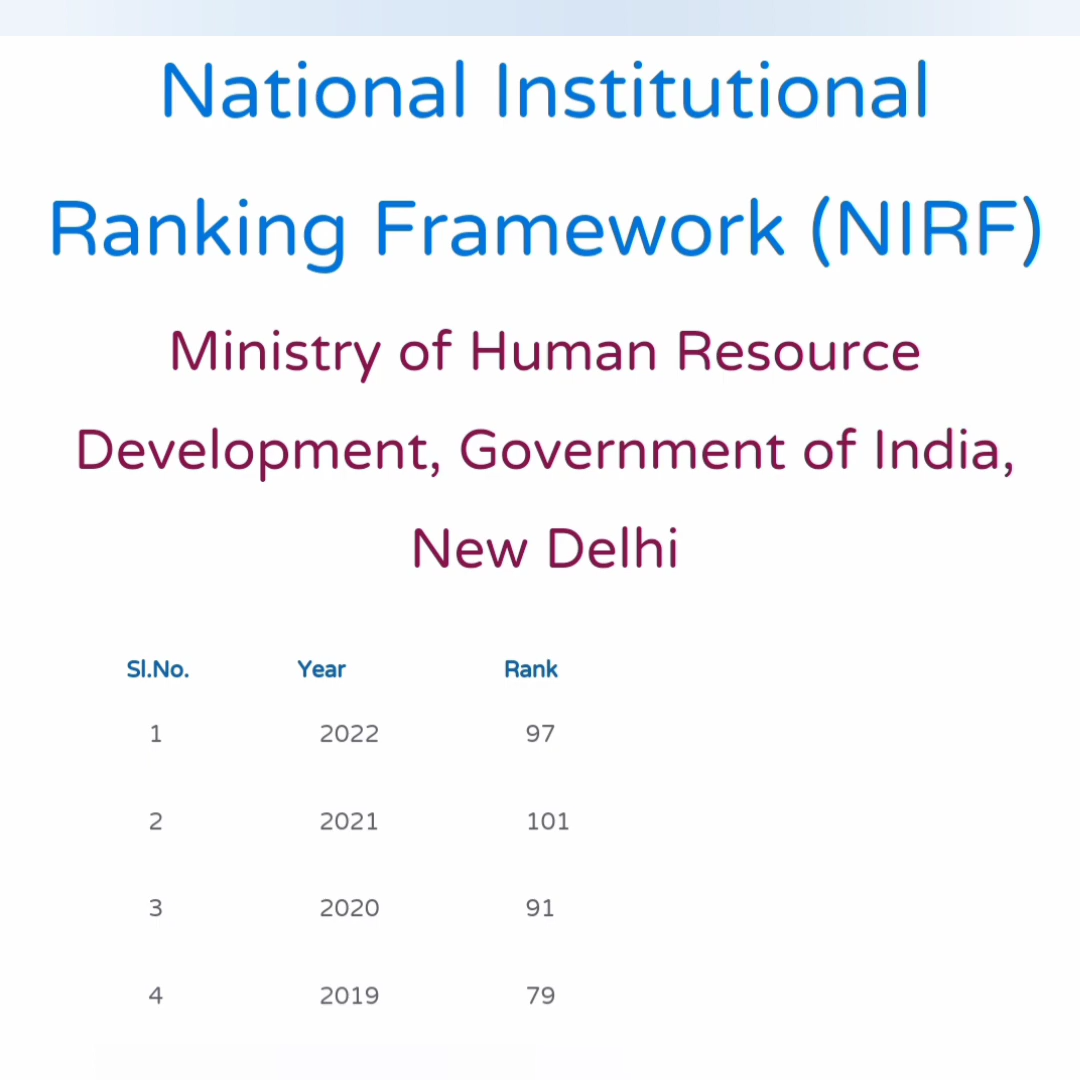 National Institutional
Ranking Framework (NIRF)
Ministry of Human Resource
Development, Government of India,
New Delhi
Sl.No. Year Rank
1 2022 97
2 2021 101
3 2020 91
4 2019 79